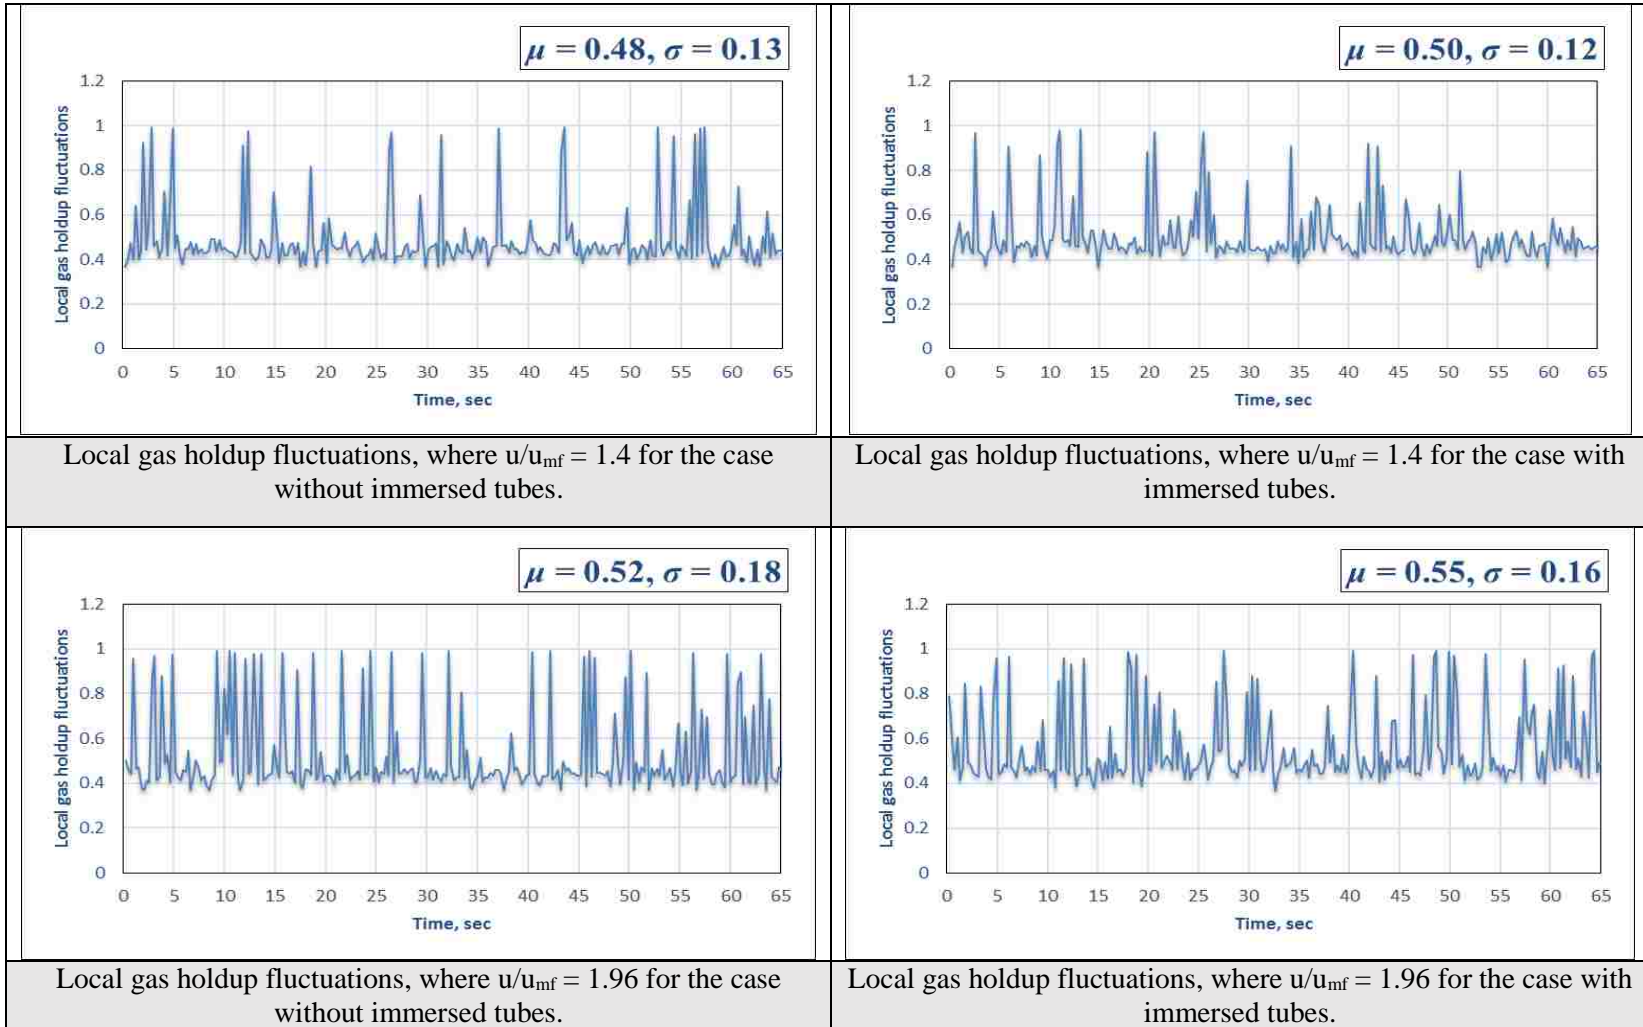 μ = 0.48, σ = 0.13
Local gas holdup fluctuations
1.2
1
0.8
0.6
0.4
0.2
0
0 5 10 15 20 25 30 35 40 45 50 55 60 65
Time, sec
Local gas holdup fluctuations, where u/umf = 1.4 for the case
without immersed tubes.
μ = 0.50, σ = 0.12
Local gas holdup fluctuations
1.2
1
0.8
0.6
0.4
0.2
0
0 5 10 15 20 25 30 35 40 45 50 55 60 65
Time, sec
Local gas holdup fluctuations, where u/umf = 1.4 for the case with
immersed tubes.
μ = 0.52, σ = 0.18
Local gas holdup fluctuations
1.2
1
0.8
0.6
0.4
0.2
0
0 5 10 15 20 25 30 35 40 45 50 55 60 65
Time, sec
Local gas holdup fluctuations, where u/umf = 1.96 for the case
without immersed tubes.
μ = 0.55, σ = 0.16
Local gas holdup fluctuations
1.2
1
0.8
0.6
0.4
0.2
0
0 5 10 15 20 25 30 35 40 45 50 55 60 65
Time, sec
Local gas holdup fluctuations, where u/umf = 1.96 for the case with
immersed tubes.